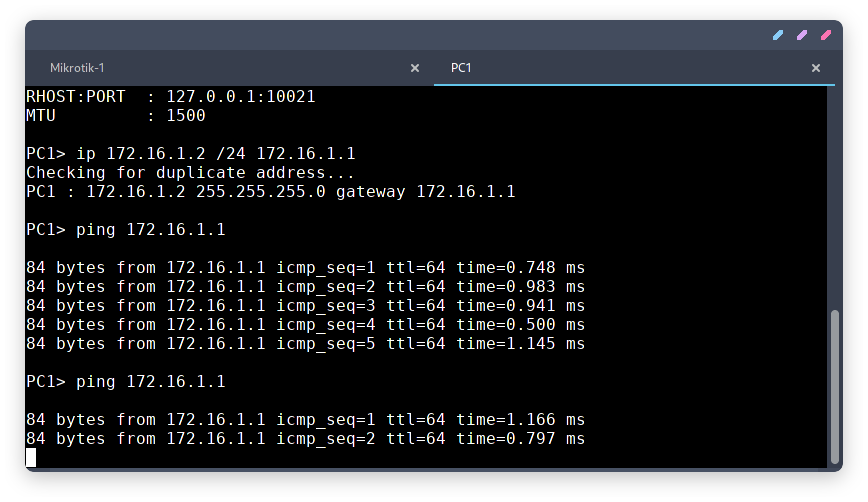 Mikrotik-1
PC1
RHOST:PORT  : 127.0.0.1:10021
MTU         : 1500
PC1> ip 172.16.1.2 /24 172.16.1.1
Checking for duplicate address...
PC1 : 172.16.1.2 255.255.255.0 gateway 172.16.1.1
PC1> ping 172.16.1.1
84 bytes from 172.16.1.1 icmp_seq=1 ttl=64 time=0.748 ms
84 bytes from 172.16.1.1 icmp_seq=2 ttl=64 time=0.983 ms
84 bytes from 172.16.1.1 icmp_seq=3 ttl=64 time=0.941 ms
84 bytes from 172.16.1.1 icmp_seq=4 ttl=64 time=0.500 ms
84 bytes from 172.16.1.1 icmp_seq=5 ttl=64 time=1.145 ms
PC1> ping 172.16.1.1
84 bytes from 172.16.1.1 icmp_seq=1 ttl=64 time=1.166 ms
84 bytes from 172.16.1.1 icmp_seq=2 ttl=64 time=0.797 ms